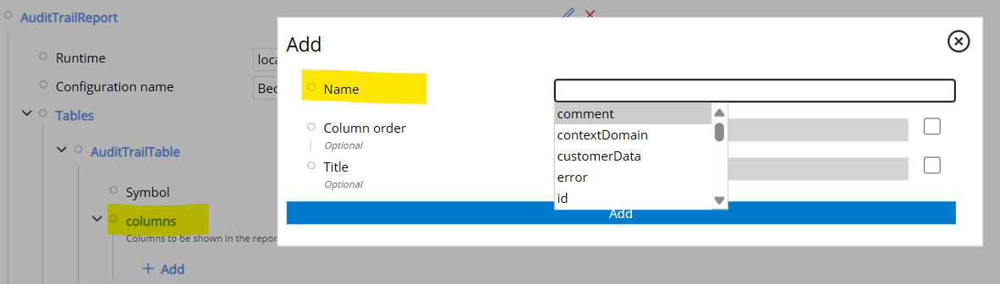 AuditTrailReport
Runtime
loca
Configuration name
Bec
Tables
AuditTrailTable
Symbol
columns
Columns to be shown in the repor
+ Add
Add
Name
comment
contextDomain
customerData
error
id
Column order
Optional
Title
Optional
Add